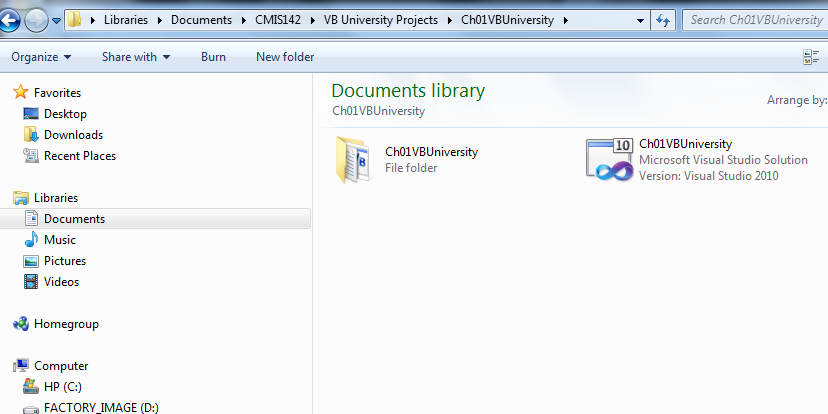 Libraries Documents CMIS142 VB University Projects Ch01VBUniversity
Search Ch01VBUniversity
Organize Share with Burn New folder
Favorites
Desktop
Downloads
Recent Places
Libraries
Documents
Music
Pictures
Videos
Homegroup
Computer
HP (C:)
FACTORY_IMAGE (D:)
Documents library
Ch01VBUniversity
Arrange by:
Ch01VBUniversity
File folder
10
Ch01VBUniversity
Microsoft Visual Studio Solution
Version: Visual Studio 2010